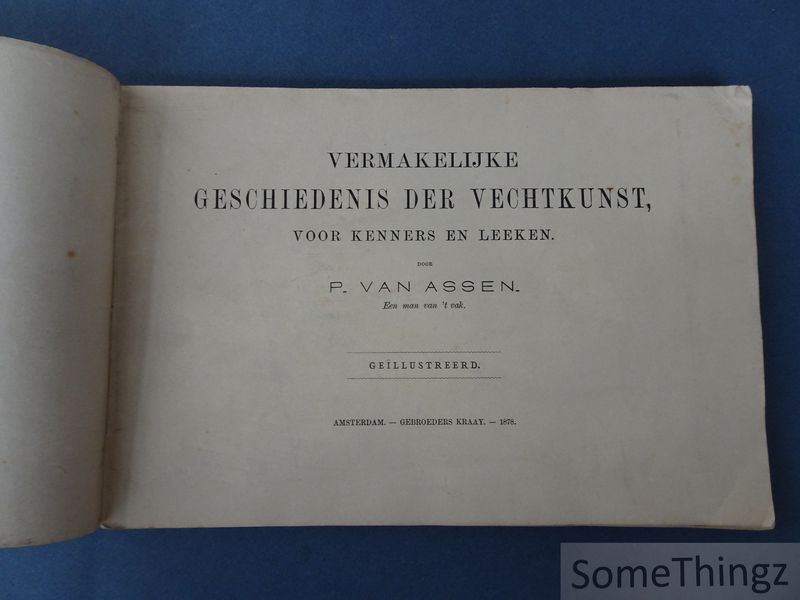 VERMAKELIJKE
GESCHIEDENIS DER VECHTKUNST,
VOOR KENNERS EN LEEKEN.
DOOR
P. VAN ASSEN.
Een man van 't vak.
GEÏLLUSTREERD.
AMSTERDAM. — GEBROEDERS KRAAY. — 1878.
SomeThingz